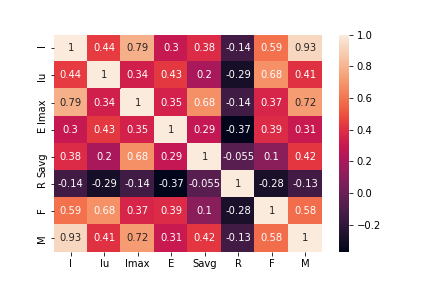 I 1 0.44 0.79 0.3 0.38 -0.14 0.59 0.93
Iu 0.44 1 0.34 0.43 0.2 -0.29 0.68 0.41
Imax 0.79 0.34 1 0.35 0.68 -0.14 0.37 0.72
E 0.3 0.43 0.35 1 0.29 -0.37 0.39 0.31
Savg 0.38 0.2 0.68 0.29 1 -0.055 0.1 0.42
R -0.14 -0.29 -0.14 -0.37 -0.055 1 -0.28 -0.13
F 0.59 0.68 0.37 0.39 0.1 -0.28 1 0.58
M 0.93 0.41 0.72 0.31 0.42 -0.13 0.58 1
I Iu Imax E Savg R F M
1.0
0.8
0.6
0.4
0.2
0.0
−0.2